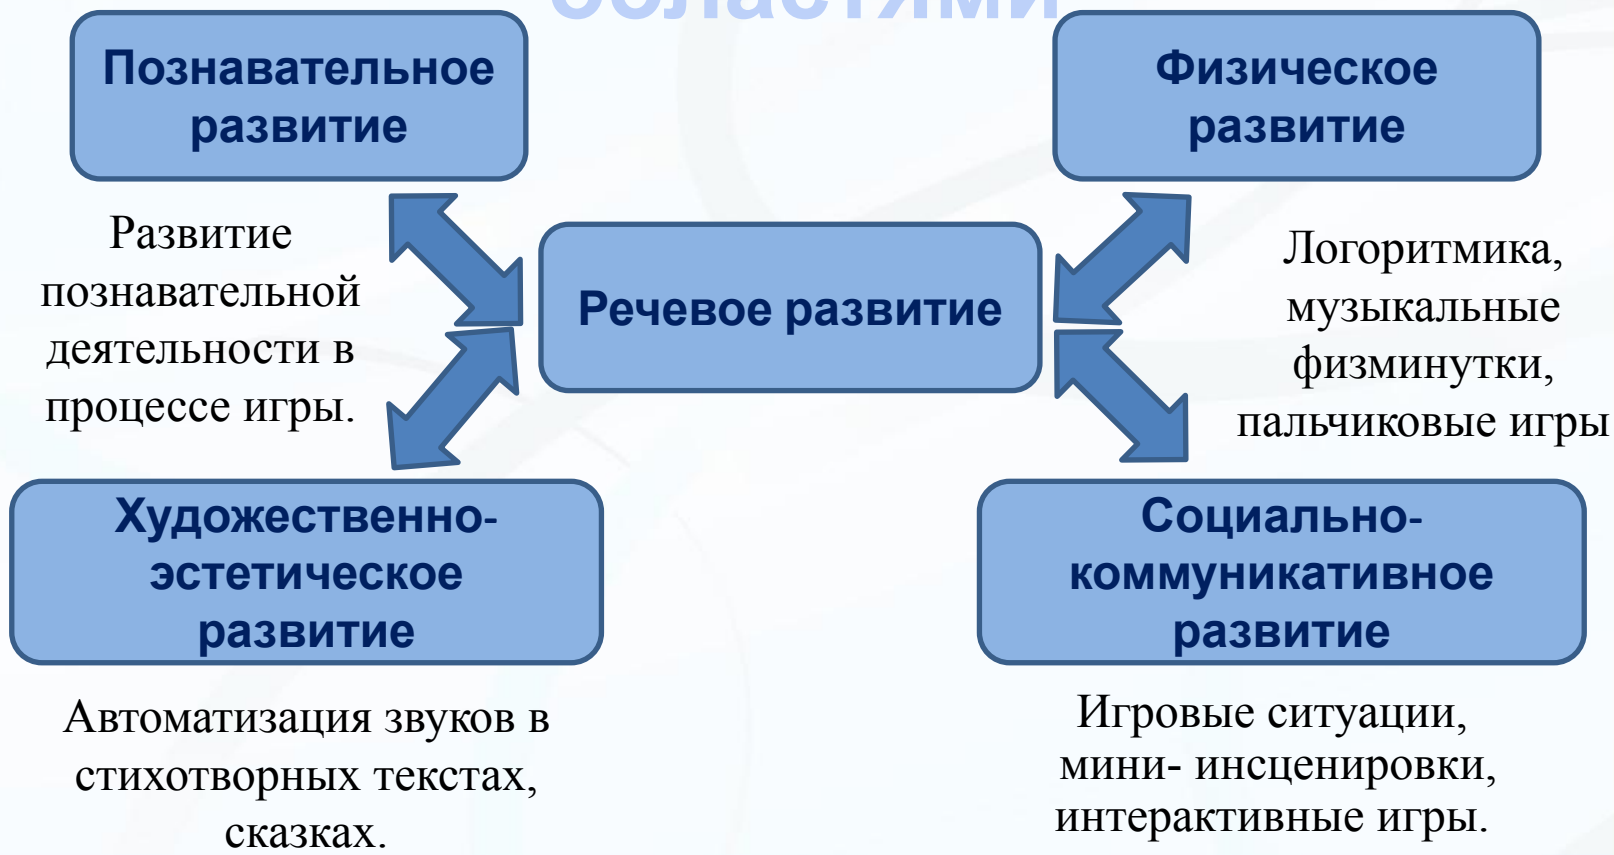 областями
Познавательное
развитие
Физическое
развитие
Развитие
познавательной
деятельности в
процессе игры.
Речевое развитие
Логоритмика,
музыкальные
физминутки,
пальчиковые игры
Художественно-
эстетическое
развитие
Социально-
коммуникативное
развитие
Автоматизация звуков в
стихотворных текстах,
сказках.
Игровые ситуации,
мини- инсценировки,
интерактивные игры.